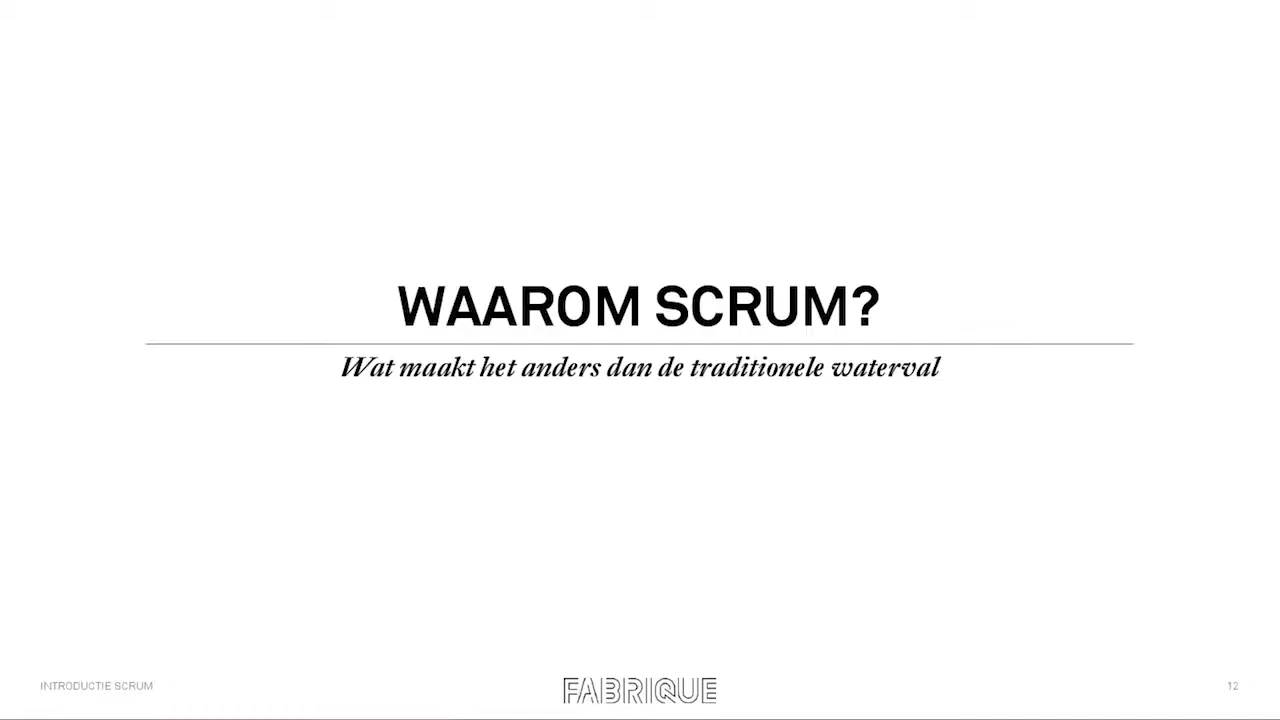 WAAROM SCRUM?
Wat maakt het anders dan de traditionele waterval
INTRODUCTIE SCRUM
FABRIQUE
12